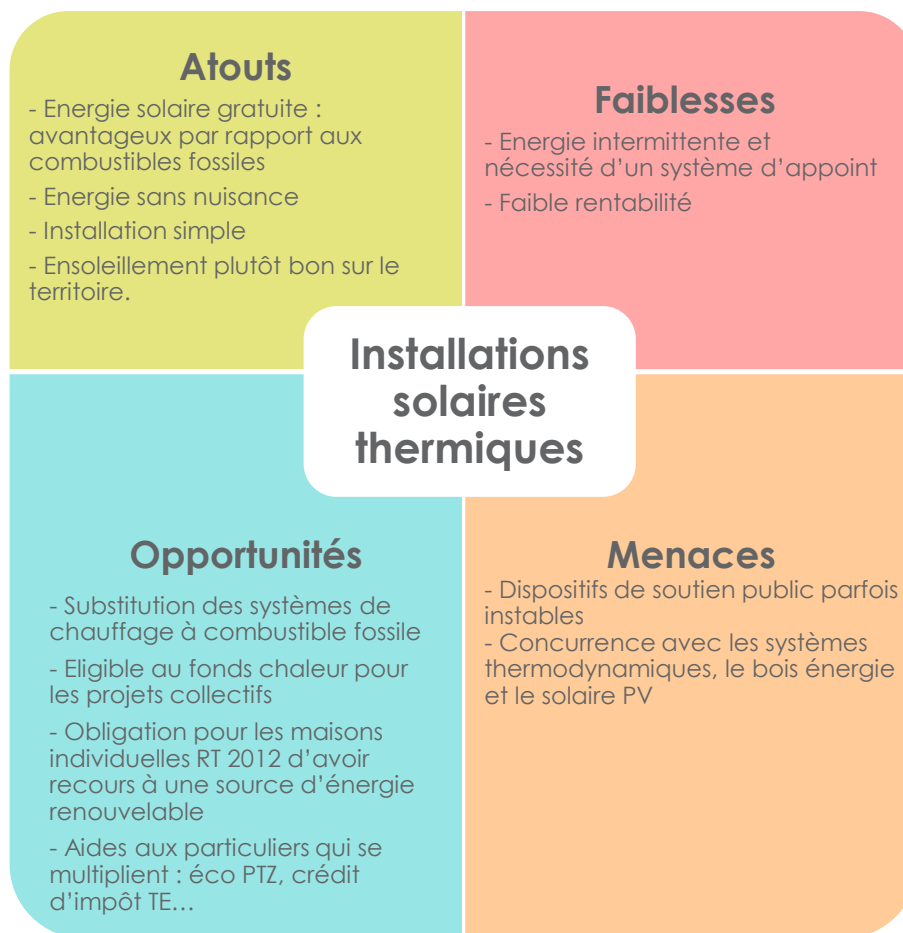 Atouts
- Energie solaire gratuite :
avantageux par rapport aux
combustibles fossiles
- Energie sans nuisance
- Installation simple
- Ensoleillement plutôt bon sur le
territoire.
Faiblesses
- Energie intermittente et
nécessité d’un système d’appoint
- Faible rentabilité
Installations
solaires
thermiques
Opportunités
- Substitution des systèmes de
chauffage à combustible fossile
- Eligible au fonds chaleur pour
les projets collectifs
- Obligation pour les maisons
individuelles RT 2012 d’avoir
recours à une source d’énergie
renouvelable
- Aides aux particuliers qui se
multiplient : éco PTZ, crédit
d’impôt TE…
Menaces
- Dispositifs de soutien public parfois
instables
- Concurrence avec les systèmes
thermodynamiques, le bois énergie
et le solaire PV